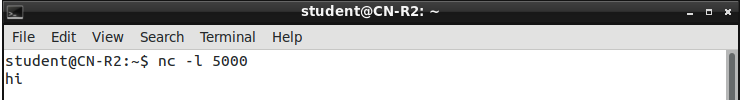 student@CN-R2: ~
File Edit View Search Terminal Help
student@CN-R2:~$ nc -l 5000
hi